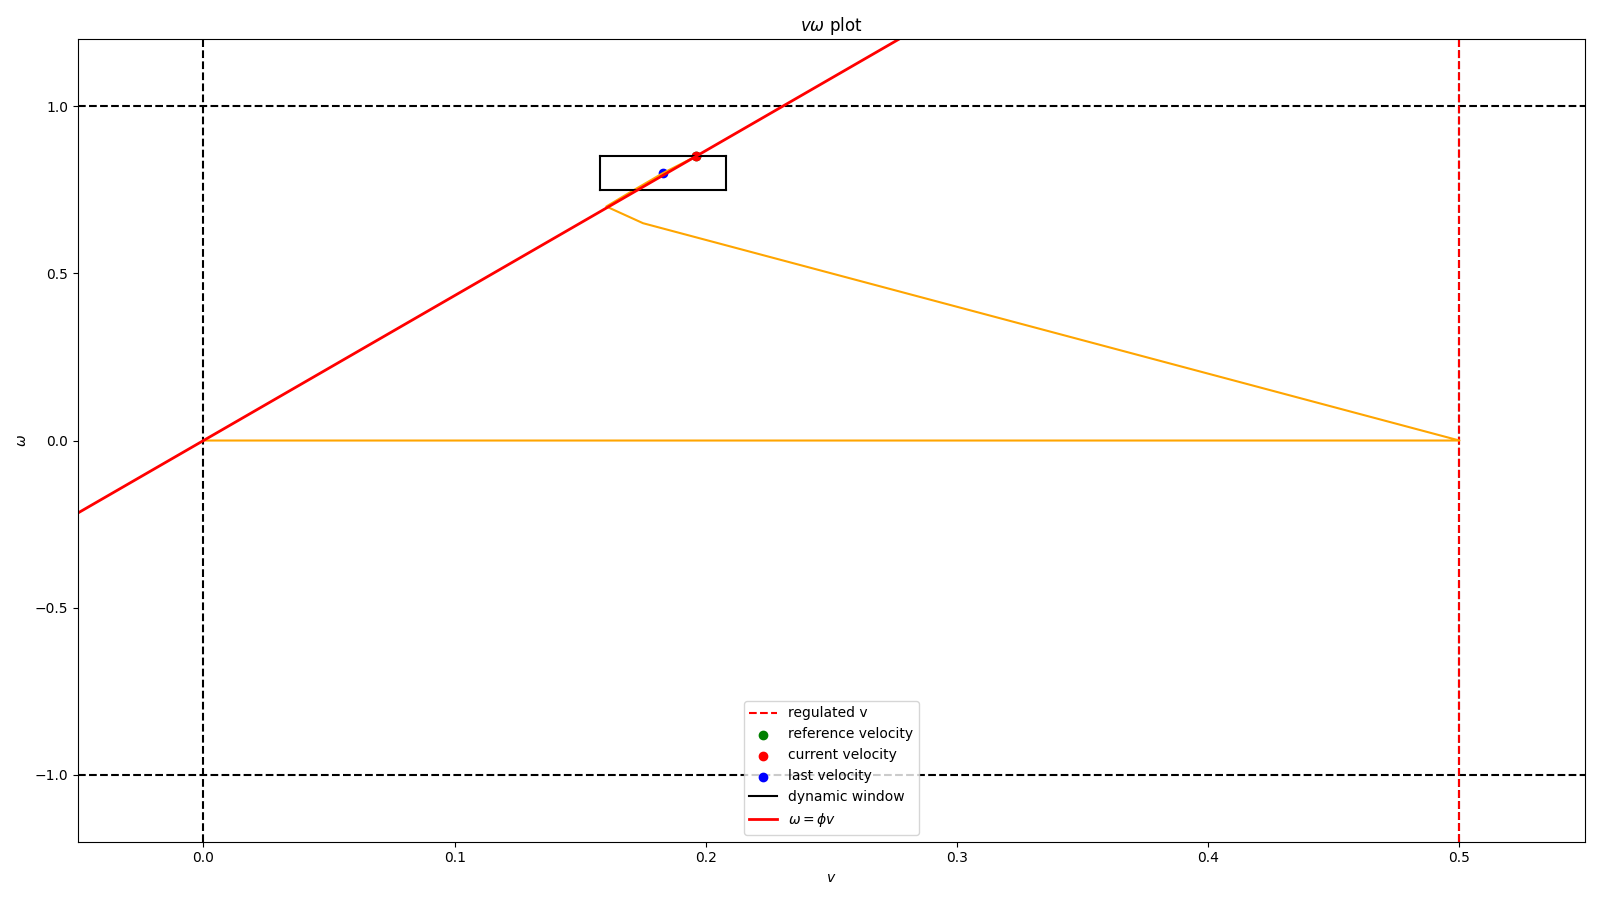 vω plot
1.0
0.5
0.0
−0.5
−1.0
ω
0.0
0.1
0.2
0.3
0.4
0.5
v
regulated v
reference velocity
current velocity
last velocity
dynamic window
ω = ϕv